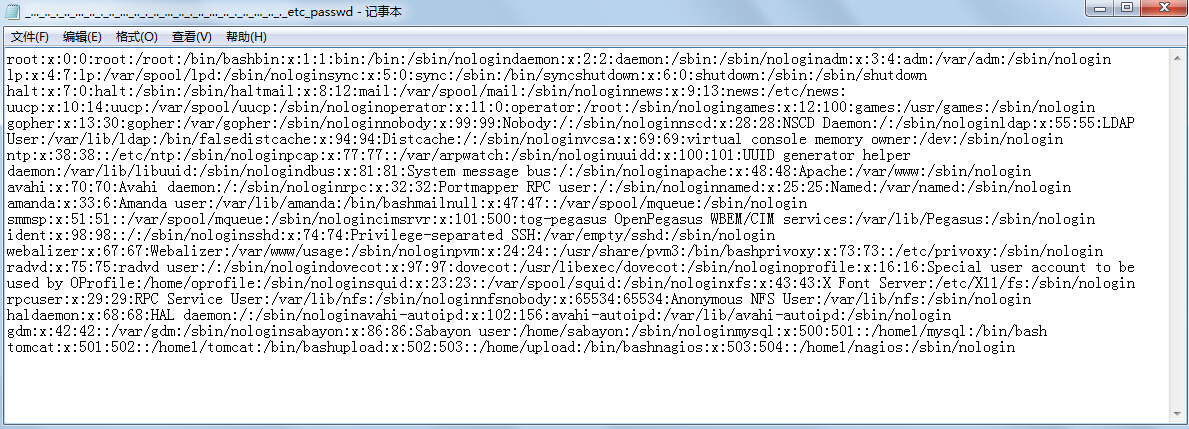 _..._.._.._..._.._.._..._.._.._..._.._.._..._.._.._..._.._etc_passwd - 记事本
文件(F) 编辑(E) 格式(O) 查看(V) 帮助(H)
root:x:0:0:root:/root:/bin/bashbin:x:1:1:bin:/bin:/sbin/nologindaemon:x:2:2:daemon:/sbin:/sbin/nologinadm:x:3:4:adm:/var/adm:/sbin/nologin
lp:x:4:7:lp:/var/spool/lpd:/sbin/nologinsync:x:5:0:sync:/sbin:/bin/syncshutdown:x:6:0:shutdown:/sbin:/sbin/shutdown
halt:x:7:0:halt:/sbin:/sbin/haltmail:x:8:12:mail:/var/spool/mail:/sbin/nologinnews:x:9:13:news:/etc/news:
uucp:x:10:14:uucp:/var/spool/uucp:/sbin/nologinoperator:x:11:0:operator:/root:/sbin/nologingames:x:12:100:games:/usr/games:/sbin/nologin
gopher:x:13:30:gopher:/var/gopher:/sbin/nologinnobody:x:99:99:Nobody:/:/sbin/nologinnscd:x:28:28:NSCD Daemon:/:/sbin/nologinldap:x:55:55:LDAP
User:/var/lib/ldap:/bin/falsedistcache:x:94:94:Distcache:/:/sbin/nologinvcsa:x:69:69:virtual console memory owner:/dev:/sbin/nologin
ntp:x:38:38::/etc/ntp:/sbin/nologinpcap:x:77:77::/var/arpwatch:/sbin/nologinuuidd:x:100:101:UUID generator helper
daemon:/var/lib/libuuid:/sbin/nologindbus:x:81:81:System message bus:/:/sbin/nologinapache:x:48:48:Apache:/var/www:/sbin/nologin
avahi:x:70:70:Avahi daemon:/:/sbin/nologinrpc:x:32:32:Portmapper RPC user:/:/sbin/nologinnamed:x:25:25:Named:/var/named:/sbin/nologin
amanda:x:33:6:Amanda user:/var/lib/amanda:/bin/bashmailnull:x:47:47::/var/spool/mqueue:/sbin/nologin
smmsp:x:51:51::/var/spool/mqueue:/sbin/nologincimsrvr:x:101:500:tog-pegasus OpenPegasus WBEM/CIM services:/var/lib/Pegasus:/sbin/nologin
ident:x:98:98::/:/sbin/nologinsshd:x:74:74:Privilege-separated SSH:/var/empty/sshd:/sbin/nologin
webalizer:x:67:67:Webalizer:/var/www/usage:/sbin/nologinpvm:x:24:24::/usr/share/pvm3:/bin/bashprivoxy:x:73:73::/etc/privoxy:/sbin/nologin
radvd:x:75:75:radvd user:/:/sbin/nologindovecot:x:97:97:dovecot:/usr/libexec/dovecot:/sbin/nologinoprofile:x:16:16:Special user account to be
used by OProfile:/home/oprofile:/sbin/nologinsquid:x:23:23::/var/spool/squid:/sbin/nologinxfs:x:43:43:X Font Server:/etc/X11/fs:/sbin/nologin
rpcuser:x:29:29:RPC Service User:/var/lib/nfs:/sbin/nologinnfsnobody:x:65534:65534:Anonymous NFS User:/var/lib/nfs:/sbin/nologin
haldaemon:x:68:68:HAL daemon:/:/sbin/nologinavahi-autoipd:x:102:156:avahi-autoipd:/var/lib/avahi-autoipd:/sbin/nologin
gdm:x:42:42::/var/gdm:/sbin/nologinsabayon:x:86:86:Sabayon user:/home/sabayon:/sbin/nologinmysql:x:500:501::/home1/mysql:/bin/bash
tomcat:x:501:502::/home1/tomcat:/bin/bashupload:x:502:503::/home/upload:/bin/bashnagios:x:503:504::/home1/nagios:/sbin/nologin